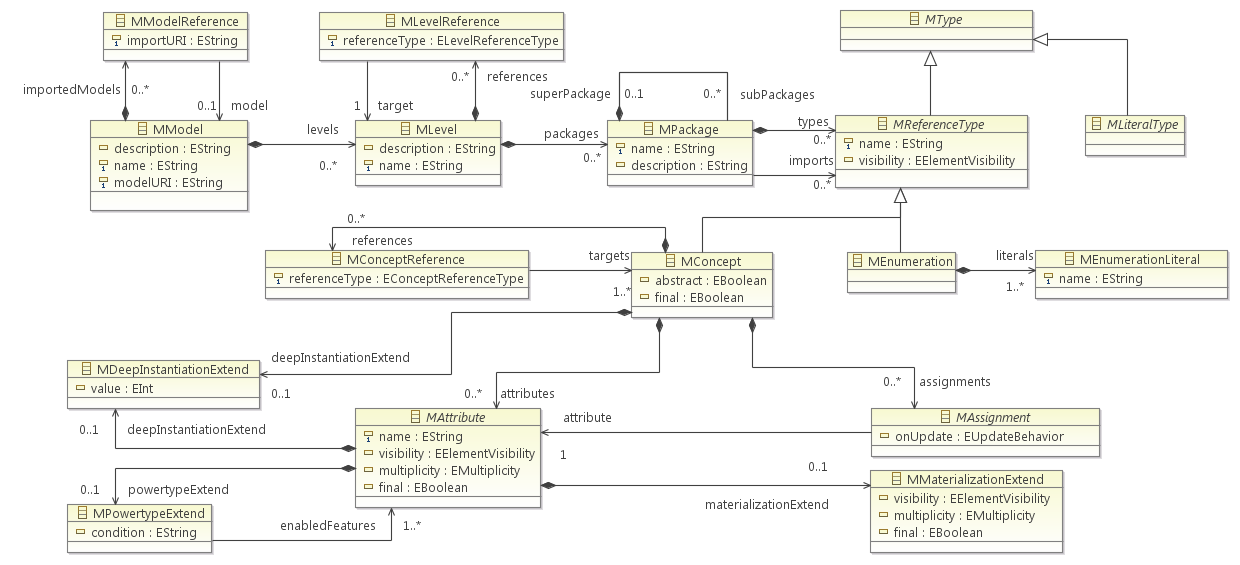 MModelReference
importURI : EString
MLevelReference
referenceType : ELevelReferenceType
MType
importedModels
0..*
0..1
model
1
target
0..*
references
superPackage
0..1
0..*
subPackages
MModel
description : EString
name : EString
modelURI : EString
levels
0..*
MLevel
description : EString
name : EString
packages
0..*
MPackage
name : EString
description : EString
types
0..*
imports
0..*
MReferenceType
name : EString
visibility : EElementVisibility
MLiteralType
0..*
references
MConceptReference
referenceType : EConceptReferenceType
targets
1..*
MConcept
abstract : EBoolean
final : EBoolean
MEnumeration
literals
1..*
MEnumerationLiteral
name : EString
deepInstantiationExtend
0..1
MDeepInstantiationExtend
value : EInt
0..*
attributes
0..*
assignments
0..1
deepInstantiationExtend
MAttribute
name : EString
visibility : EElementVisibility
multiplicity : EMultiplicity
final : EBoolean
attribute
1
MAssignment
onUpdate : EUpdateBehavior
0..1
powertypeExtend
0..1
materializationExtend
MMaterializationExtend
visibility : EElementVisibility
multiplicity : EMultiplicity
final : EBoolean
MPowertypeExtend
condition : EString
enabledFeatures
1..*